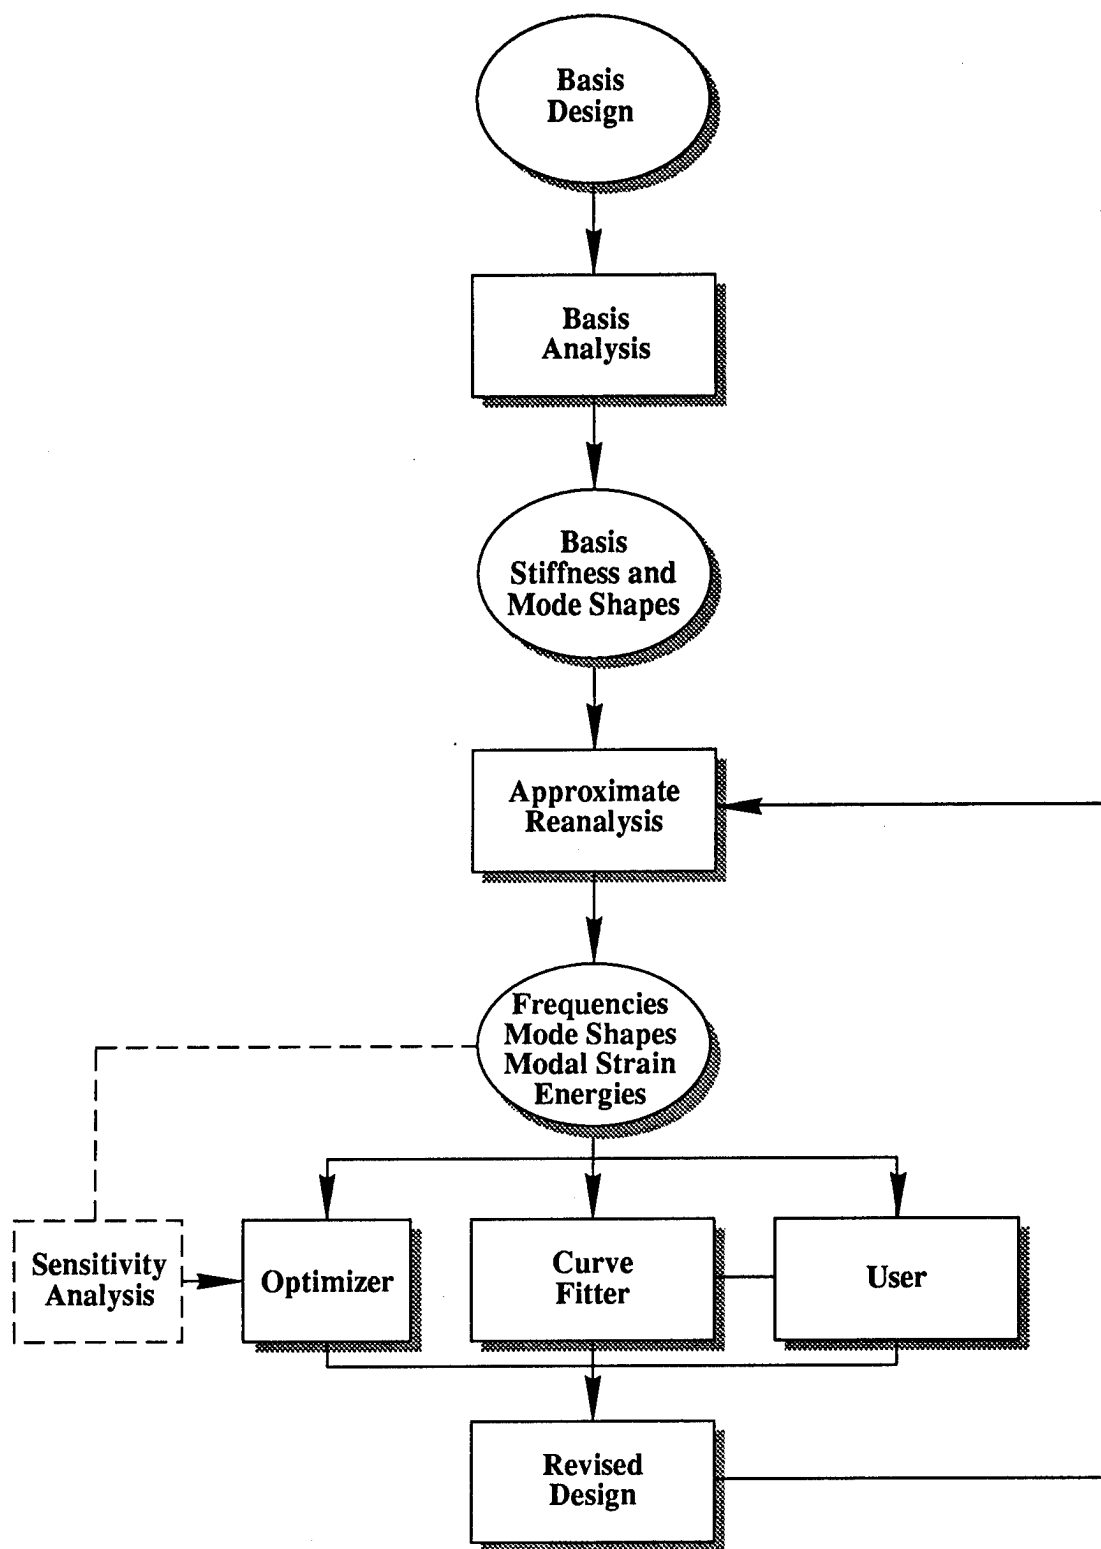 Basis
Design
Basis
Analysis
Basis
Stiffness and
Mode Shapes
Approximate
Reanalysis
Frequencies
Mode Shapes
Modal Strain
Energies
Sensitivity
Analysis
Optimizer
Curve
Fitter
User
Revised
Design